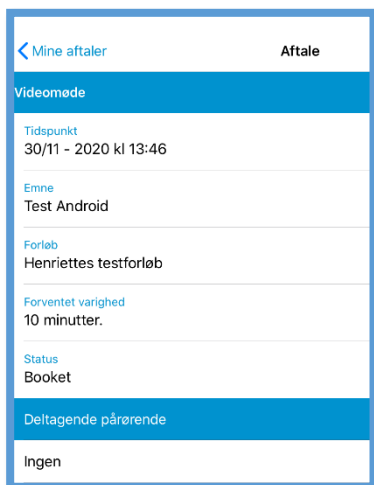 Mine aftaler
Aftale
Videomøde
Tidspunkt
30/11 - 2020 kl 13:46
Emne
Test Android
Forløb
Henriettes testforløb
Forventet varighed
10 minutter.
Status
Booket
Deltagende pårørende
Ingen